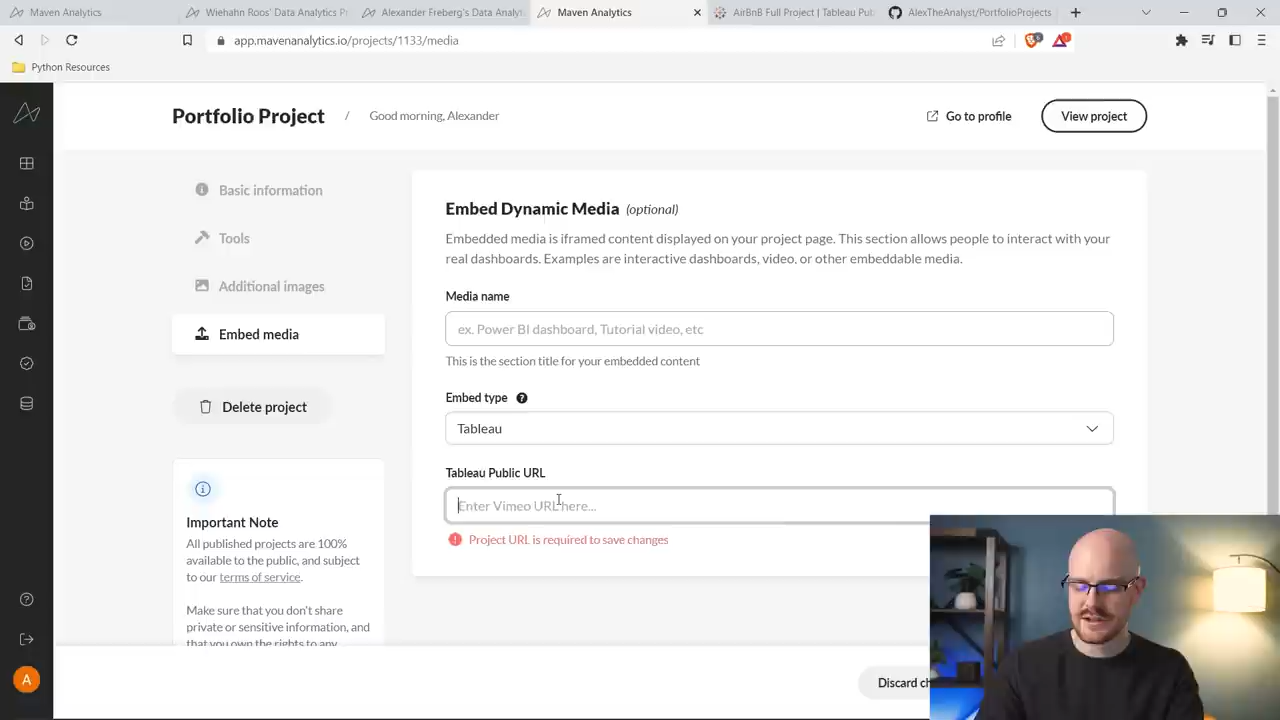 Maven Analytics
Wiehahn Roos' Data Analytics P
Alexander Freberg's Data Analyt
Maven Analytics
AirBnB Full Project | Tableau Pub
AlexTheAnalyst/PortfolioProjects
app.mavenanalytics.io/projects/1133/media
Python Resources
Portfolio Project / Good morning, Alexander
Go to profile
View project
Basic information
Tools
Additional images
Embed media
Delete project
Important Note
All published projects are 100%
available to the public, and subject
to our terms of service.
Make sure that you don't share
private or sensitive information, and
that you own the rights to any
Embed Dynamic Media (optional)
Embedded media is iframed content displayed on your project page. This section allows people to interact with your
real dashboards. Examples are interactive dashboards, video, or other embeddable media.
Media name
ex. Power BI dashboard, Tutorial video, etc
This is the section title for your embedded content
Embed type
Tableau
Tableau Public URL
Enter Vimeo URL here...
Project URL is required to save changes
Discard ch
A